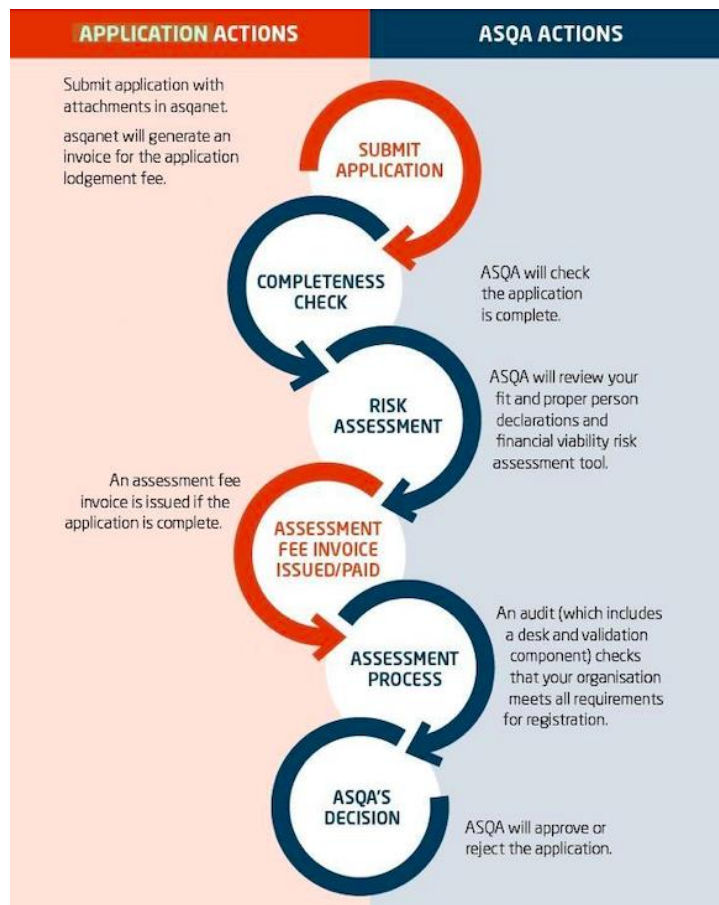 APPLICATION ACTIONS
ASQA ACTIONS
Submit application with
attachments in asqanet.
asqanet will generate an
invoice for the application
lodgement fee.
SUBMIT
APPLICATION
COMPLETENESS
CHECK
ASQA will check
the application
is complete.
RISK
ASSESSMENT
ASQA will review your
fit and proper person
declarations and
financial viability risk
assessment tool.
An assessment fee
invoice is issued if the
application is complete.
ASSESSMENT
FEE INVOICE
ISSUED/PAID
ASSESSMENT
PROCESS
An audit (which includes
a desk and validation
component) checks
that your organisation
meets all requirements
for registration.
ASQA'S
DECISION
ASQA will approve or
reject the application.